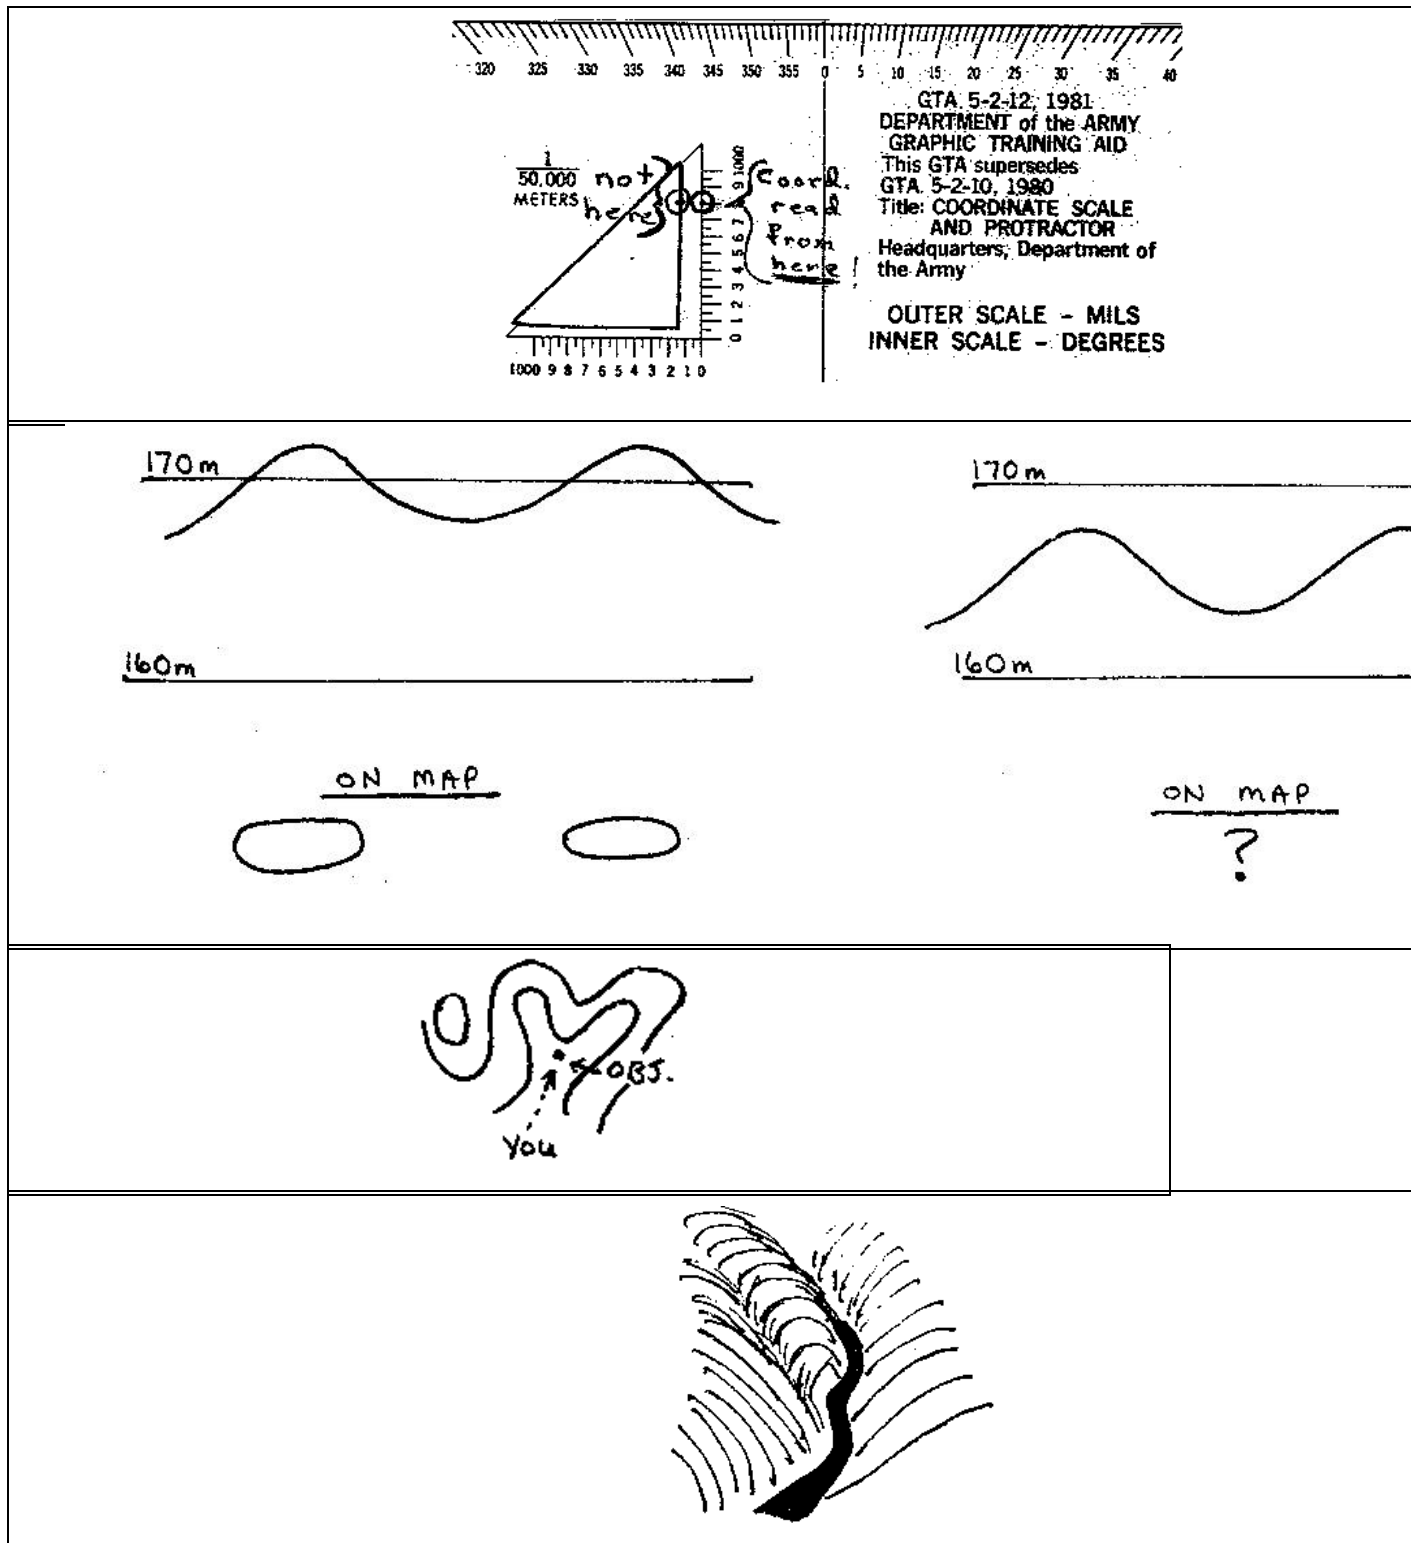 320 325 330 335 340 345 350 355 0 5 10 15 20 25 30 35 40
GTA 5-2-12, 1981
DEPARTMENT of the ARMY
GRAPHIC TRAINING AID
This GTA supersedes
GTA 5-2-10, 1980
Title: COORDINATE SCALE
AND PROTRACTOR
Headquarters, Department of
the Army
OUTER SCALE - MILS
INNER SCALE - DEGREES
1
50,000
METERS
not
here
coord.
read
from
here!
0 1 2 3 4 5 6 7 8 9 1000
1000 9 8 7 6 5 4 3 2 1 0
170m
160m
ON MAP
170m
160m
ON MAP
?
OBJ.
You